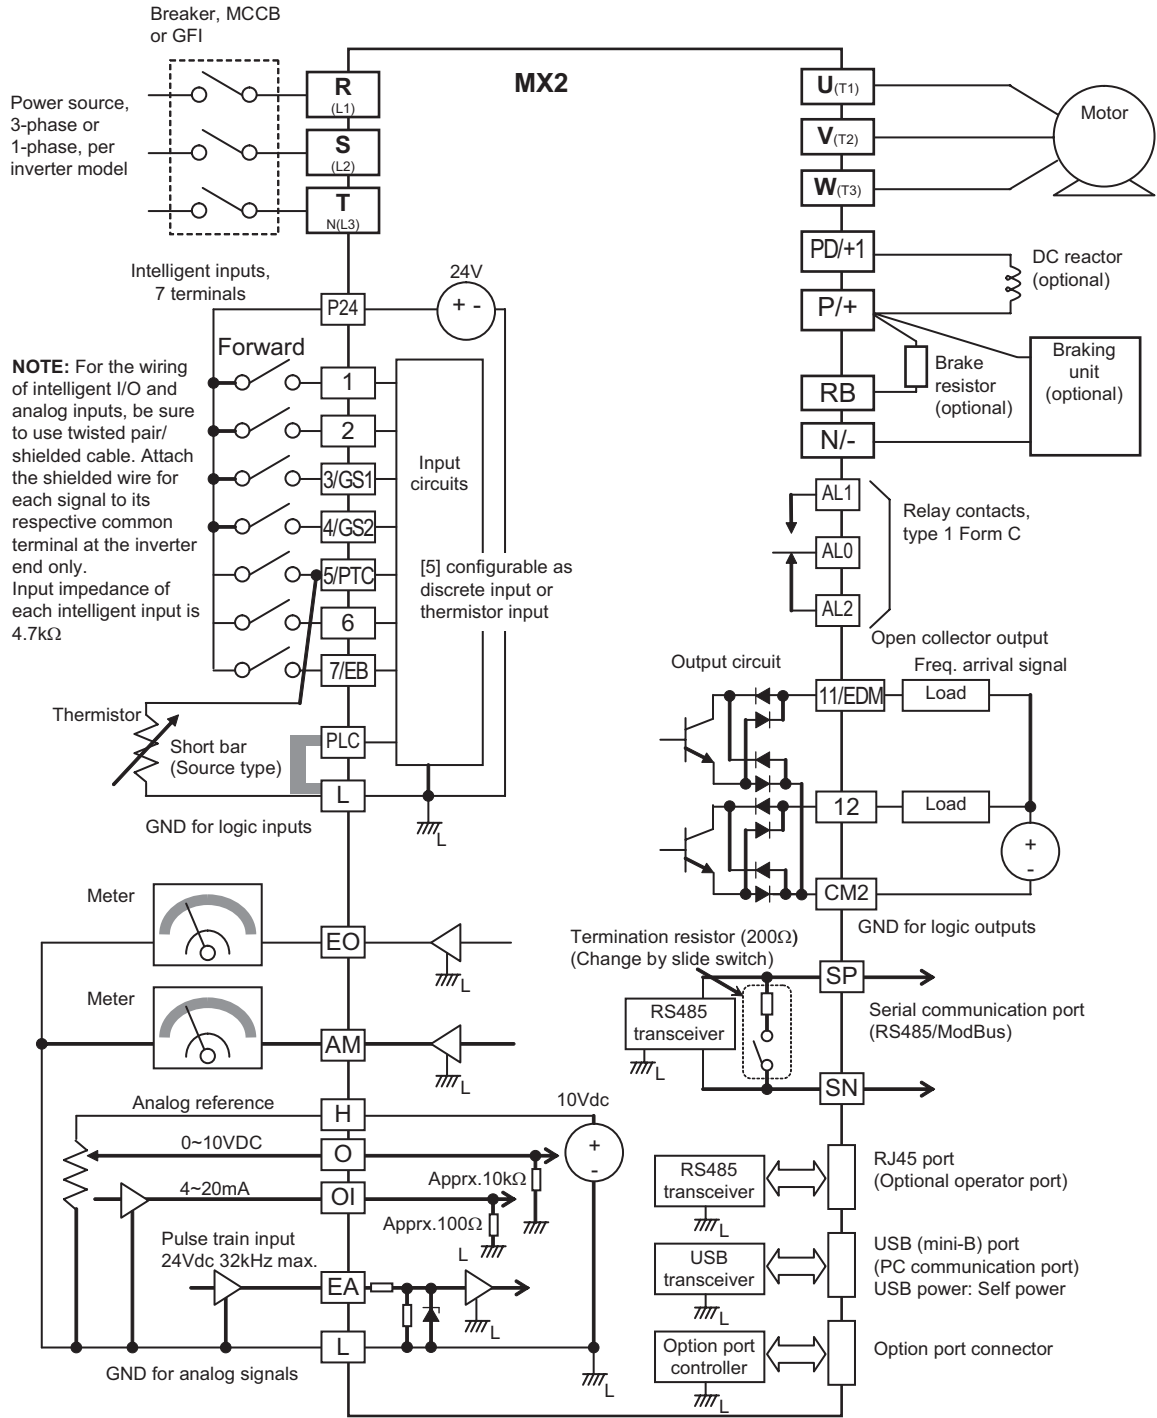 Breaker, MCCB
or GFI
MX2
Power source,
3-phase or
1-phase, per
inverter model
R
(L1)
S
(L2)
T
N(L3)
U(T1)
V(T2)
W(T3)
Motor
PD/+1
P/+
DC reactor
(optional)
Brake
resistor
(optional)
Braking
unit
(optional)
RB
N/-
Intelligent inputs,
7 terminals
P24
24V
+ -
Forward
NOTE: For the wiring
of intelligent I/O and
analog inputs, be sure
to use twisted pair/
shielded cable. Attach
the shielded wire for
each signal to its
respective common
terminal at the inverter
end only.
Input impedance of
each intelligent input is
4.7kΩ
1
2
3/GS1
4/GS2
5/PTC
6
7/EB
Input
circuits
[5] configurable as
discrete input or
thermistor input
Thermistor
Short bar
(Source type)
PLC
L
GND for logic inputs
L
AL1
AL0
AL2
Relay contacts,
type 1 Form C
Open collector output
Output circuit
Freq. arrival signal
11/EDM
Load
12
Load
+
-
CM2
GND for logic outputs
Meter
EO
L
Meter
AM
L
Termination resistor (200Ω)
(Change by slide switch)
SP
RS485
transceiver
L
Serial communication port
(RS485/ModBus)
SN
Analog reference
H
10Vdc
+
-
0~10VDC
O
Apprx.10kΩ
4~20mA
OI
Apprx.100Ω
L
Pulse train input
24Vdc 32kHz max.
EA
L
L
GND for analog signals
L
RS485
transceiver
L
RJ45 port
(Optional operator port)
USB
transceiver
L
USB (mini-B) port
(PC communication port)
USB power: Self power
Option port
controller
L
Option port connector